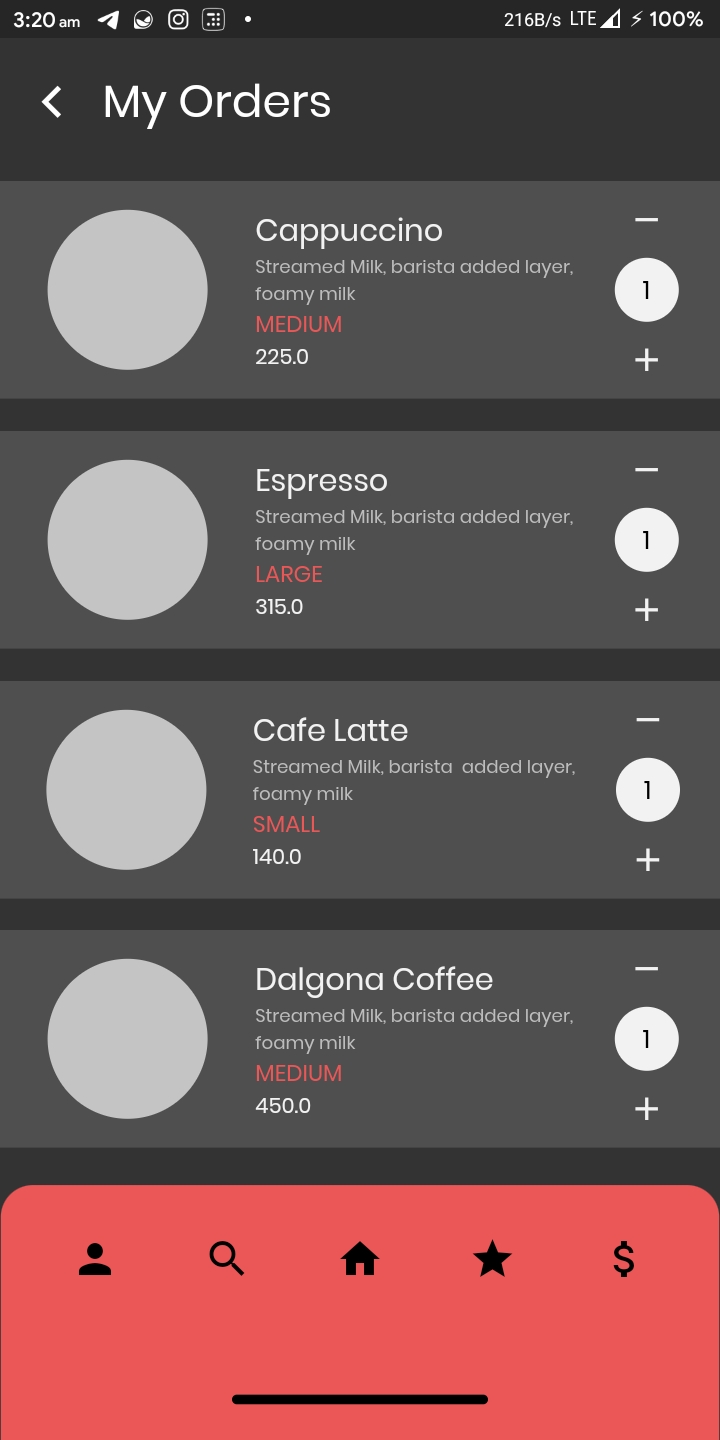 3:20 am 216B/s LTE 100%
My Orders
Cappuccino
Streamed Milk, barista added layer,
foamy milk
MEDIUM
225.0
1
Espresso
Streamed Milk, barista added layer,
foamy milk
LARGE
315.0
1
Cafe Latte
Streamed Milk, barista  added layer,
foamy milk
SMALL
140.0
1
Dalgona Coffee
Streamed Milk, barista added layer,
foamy milk
MEDIUM
450.0
1